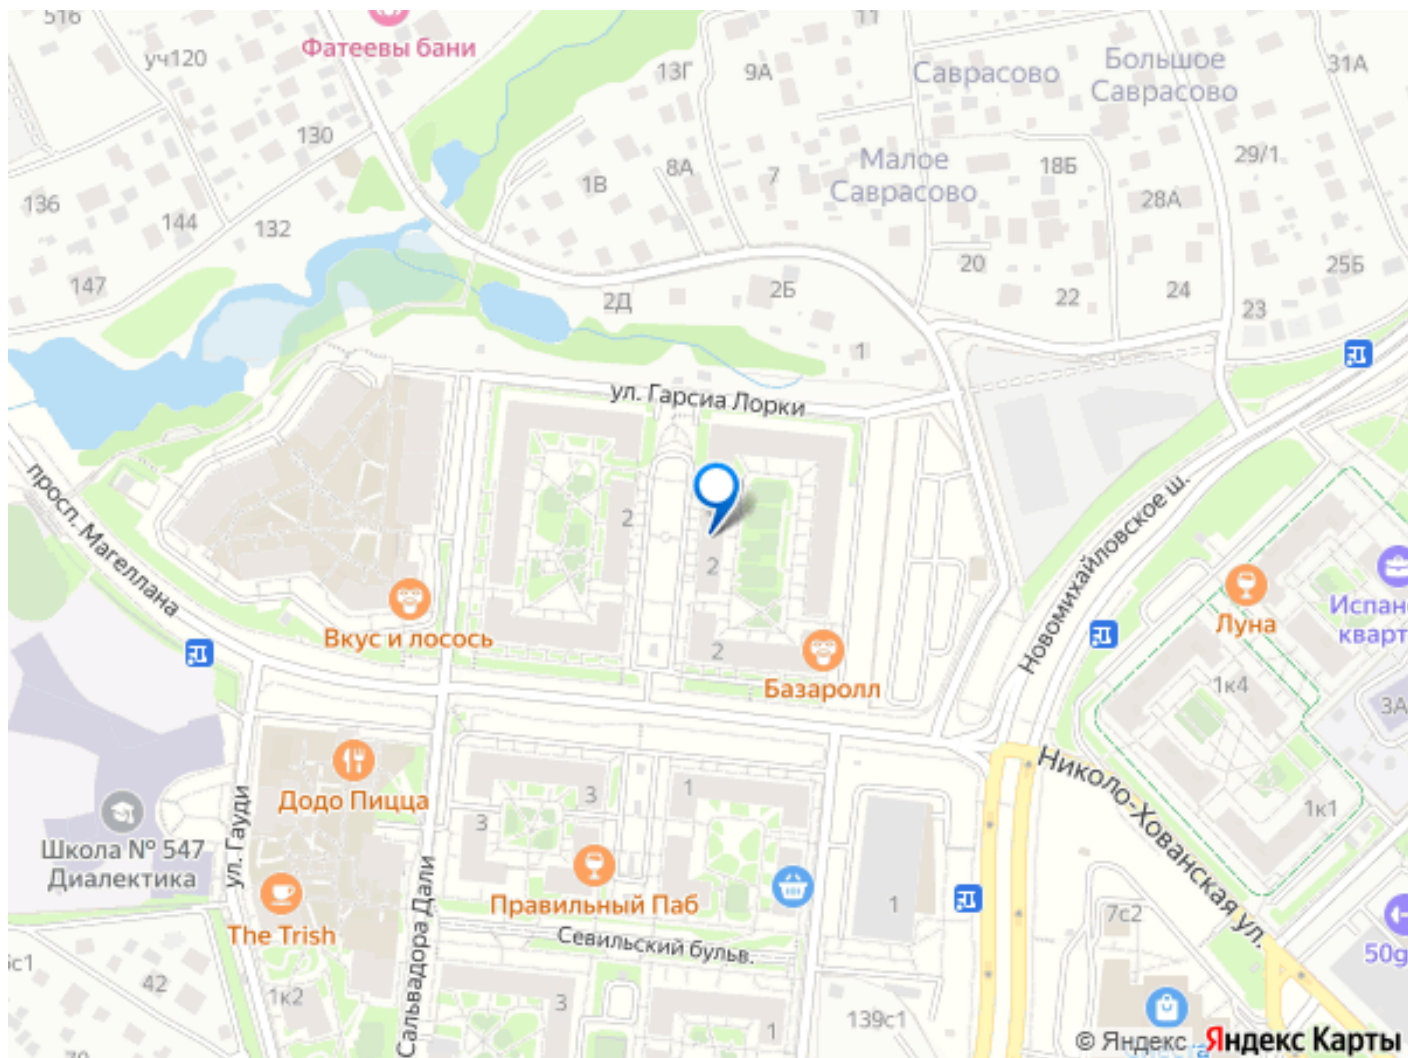 516
уч120
Фатеевы бани
11
13Г
9А
Саврасово
Большое
Саврасово
31А
130
136
144
132
147
1В
8А
7
Малое
Саврасово
18Б
29/1
28А
20
22
24
23
25Б
2Д
2Б
1
ул. Гарсиа Лорки
просп. Магеллана
2
2
2
Вкус и лосось
Базаролл
Новомихайловское ш.
Луна
Испанс
кварт
1к4
3А
1к1
Николо-Хованская ул.
Додо Пицца
Школа № 547
Диалектика
ул. Гауди
The Trish
Сальвадора Дали
3
3
1
Правильный Паб
Севильский бульв.
1
7с2
50g
42
1к2
3
1
139с1
© Яндекс Яндекс Карты